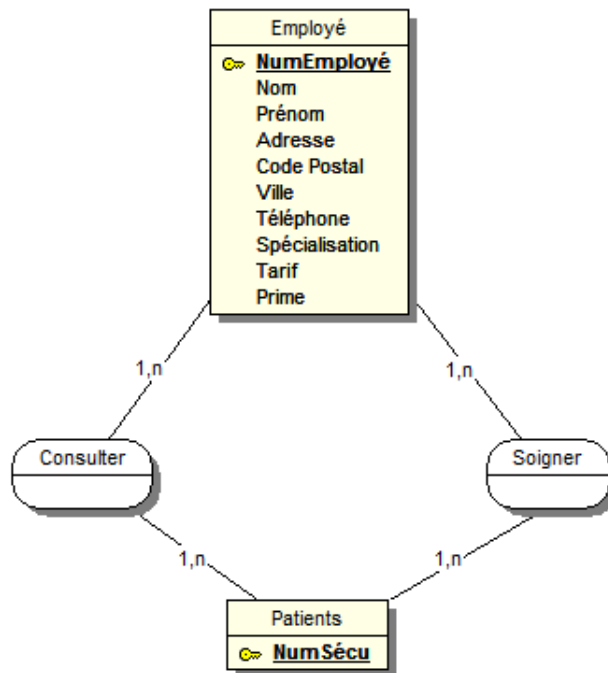 Employé
NumEmployé
Nom
Prénom
Adresse
Code Postal
Ville
Téléphone
Spécialisation
Tarif
Prime
1,n
1,n
Consulter
Soigner
1,n
1,n
Patients
NumSécu